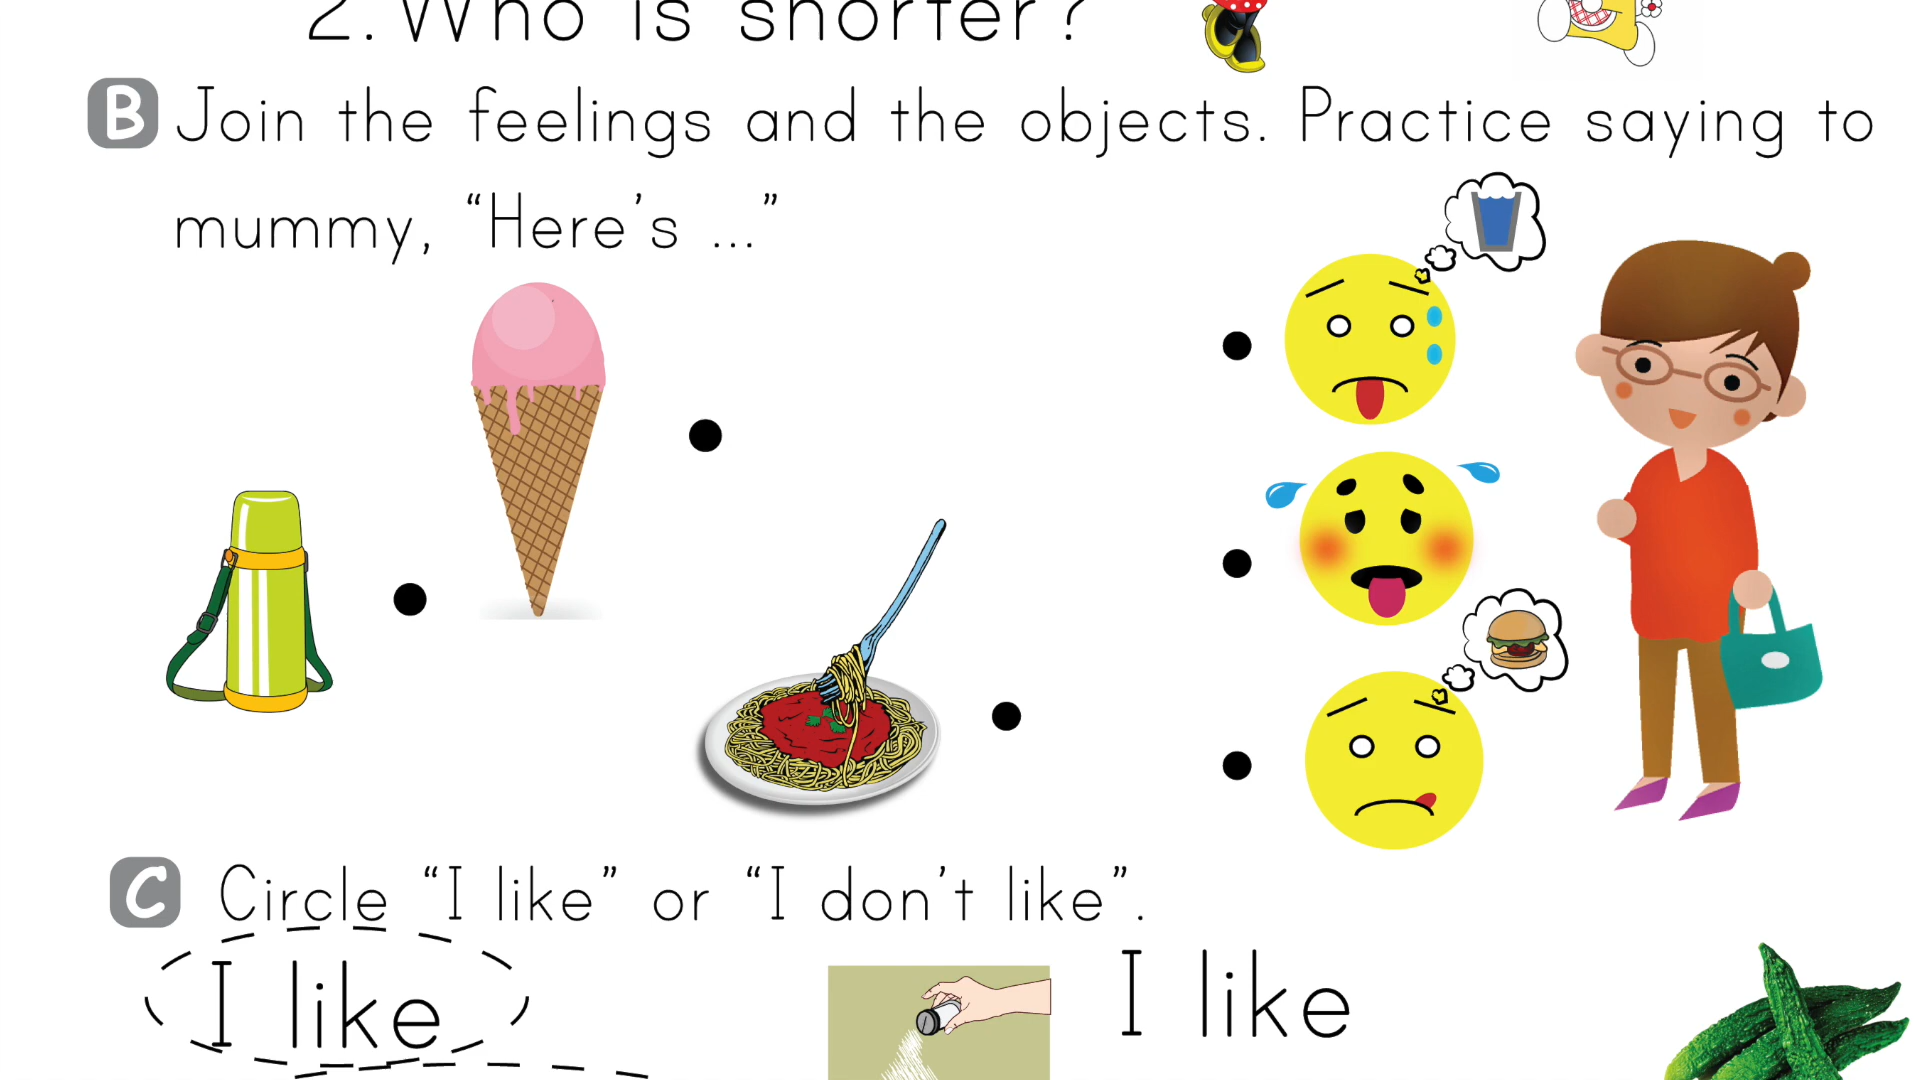 2. Who is shorter?
B Join the feelings and the objects. Practice saying to
mummy, “Here’s ...”
C Circle “I like” or “I don’t like”.
I like
I like